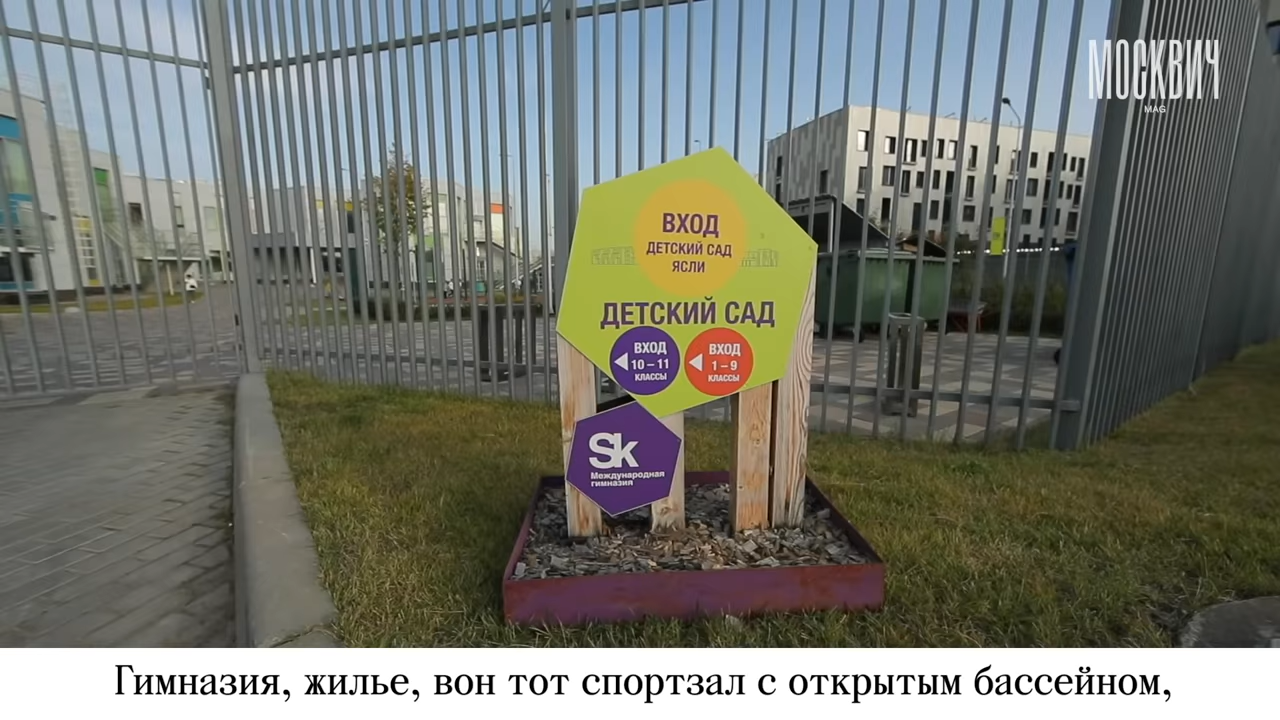 МОСКВИЧ
MAG
ВХОД
ДЕТСКИЙ САД
ЯСЛИ
ДЕТСКИЙ САД
ВХОД
10 – 11
КЛАССЫ
ВХОД
1 – 9
КЛАССЫ
Sk
Международная
гимназия
Гимназия, жилье, вон тот спортзал с открытым бассейном,